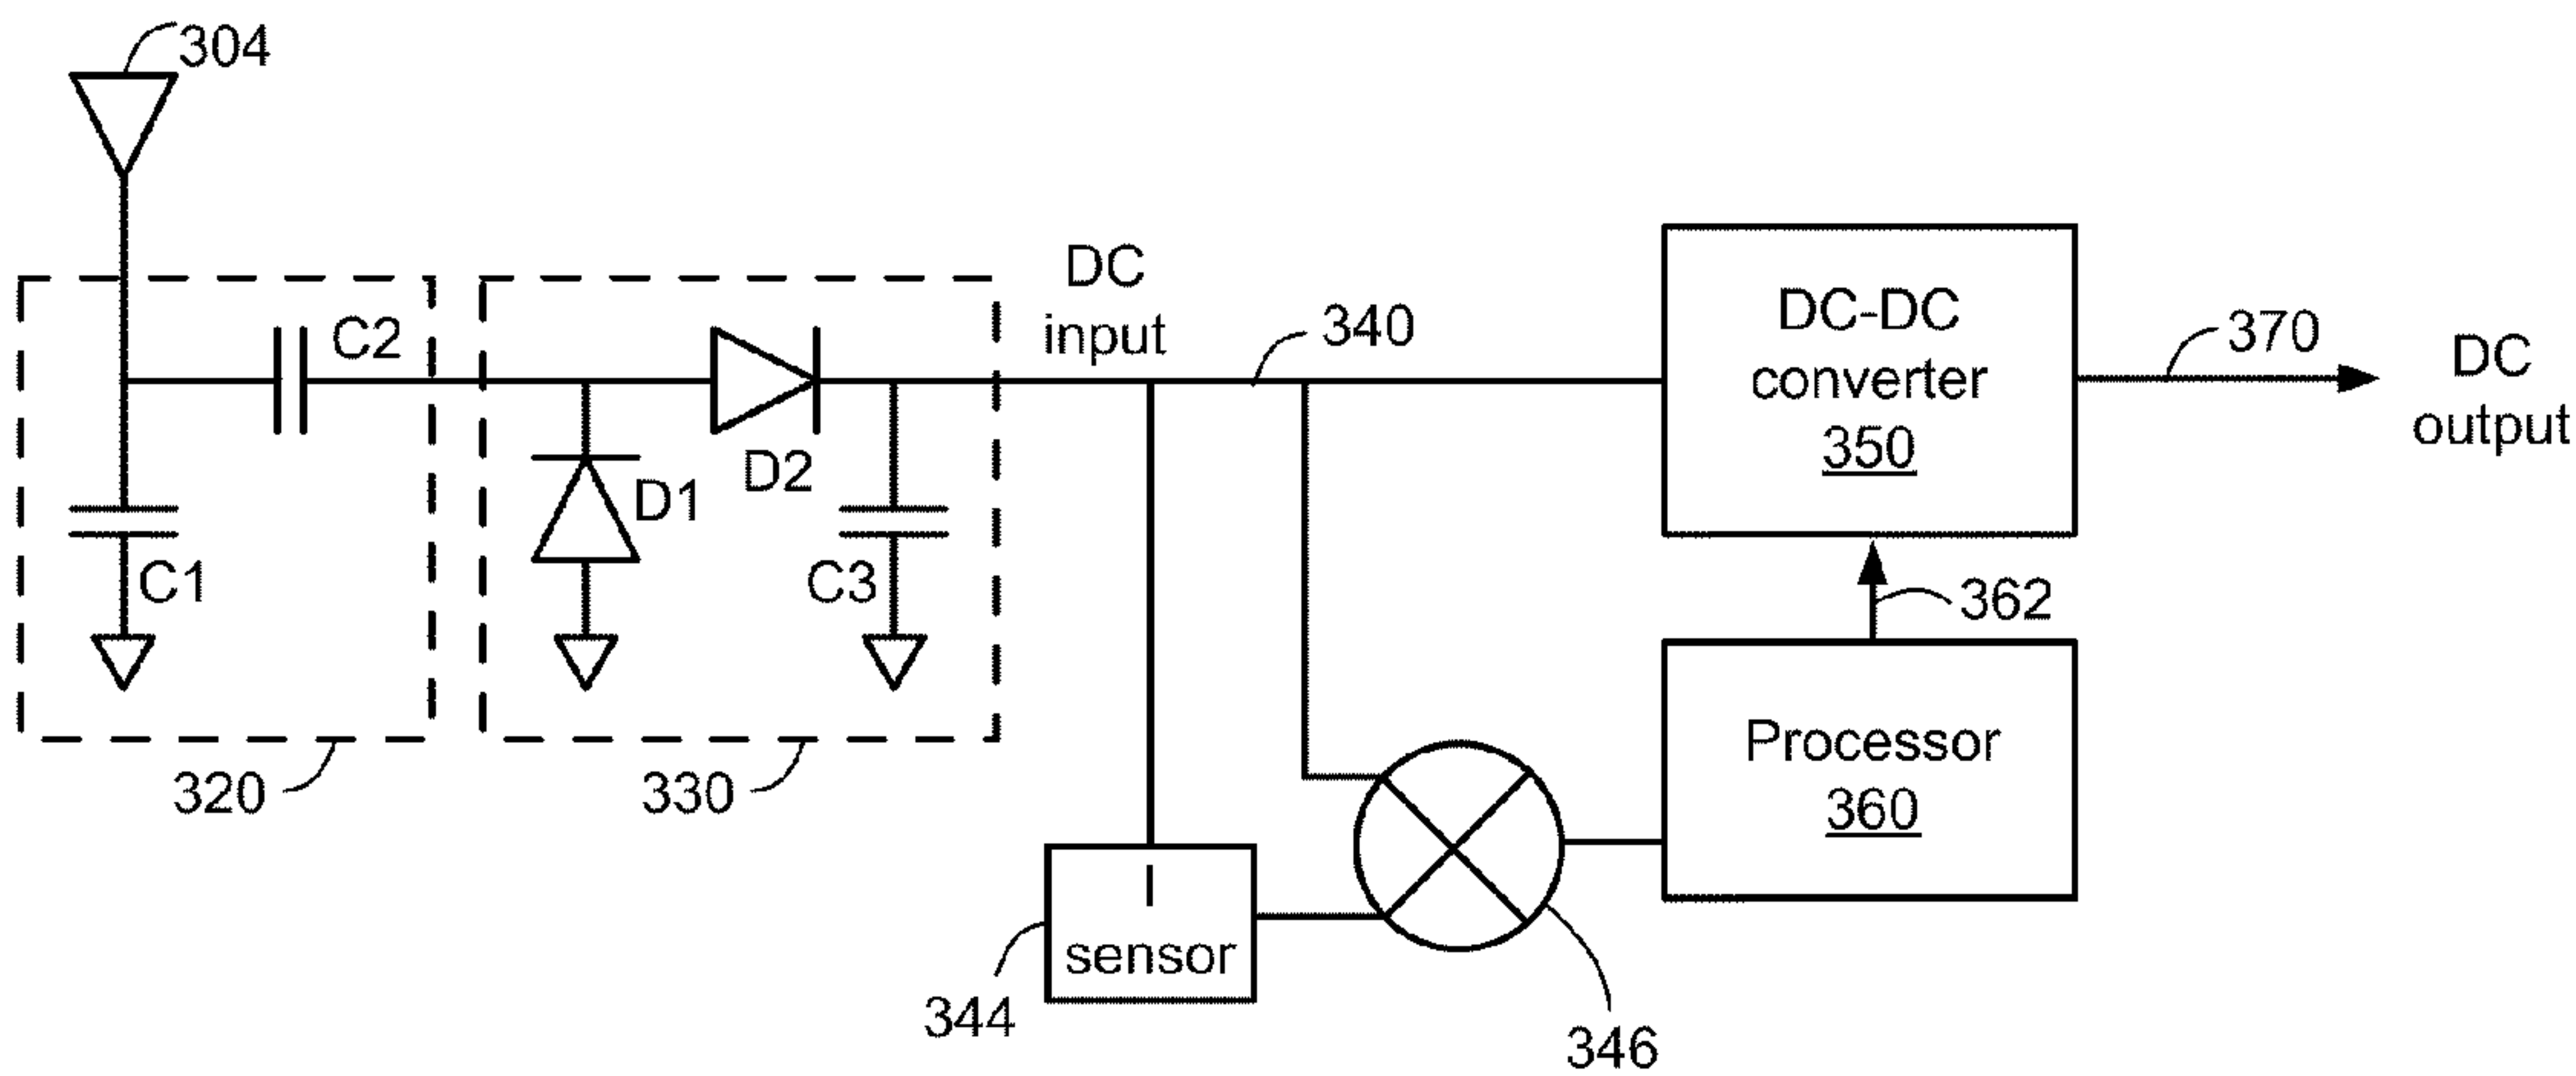 304
C2
C1
320
D2
D1
C3
330
DC
input
340
DC-DC
converter
350
370
DC
output
362
Processor
360
I
sensor
344
346